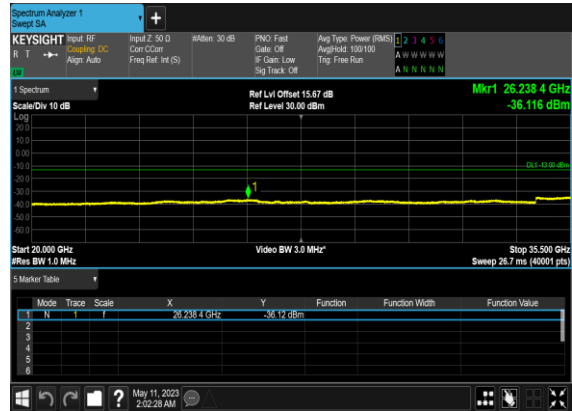 Spectrum Analyzer 1
Swept SA
+
KEYSIGHT Input: RF Input Z: 50 Ω #Atten: 30 dB PNO: Fast Avg Type: Power (RMS) 1 2 3 4 5 6
R T Coupling: DC Corr CCorr Gate: Off Avg|Hold: 100/100 A W W W W W
Align: Auto Freq Ref: Int (S) IF Gain: Low Trig: Free Run
Sig Track: Off A N N N N N
1 Spectrum Ref Lvl Offset 15.67 dB Mkr1 26.238 4 GHz
Scale/Div 10 dB Ref Level 30.00 dBm -36.116 dBm
Log
20.0
10.0
0.00
-10.0 DL1 -13.00 dBm
-20.0
-30.0 1
-40.0
-50.0
-60.0
Start 20.000 GHz Video BW 3.0 MHz* Stop 35.500 GHz
#Res BW 1.0 MHz Sweep 26.7 ms (40001 pts)
5 Marker Table
Mode Trace Scale X Y Function Function Width Function Value
1 N 1 f 26.238 4 GHz -36.12 dBm
2
3
4
5
6
? May 11, 2023
2:02:28 AM